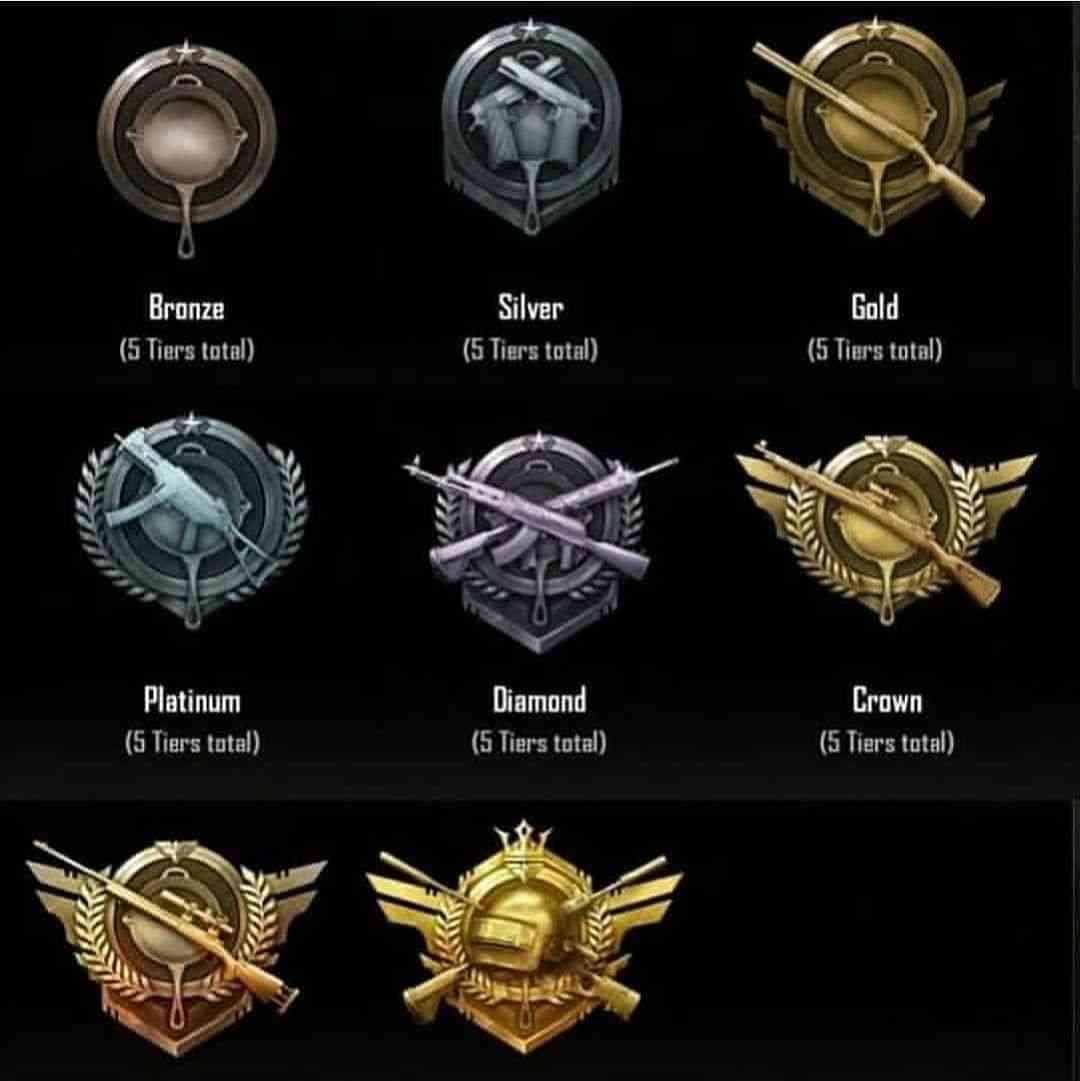 Bronze
(5 Tiers total)
Silver
(5 Tiers total)
Gold
(5 Tiers total)
Platinum
(5 Tiers total)
Diamond
(5 Tiers total)
Crown
(5 Tiers total)